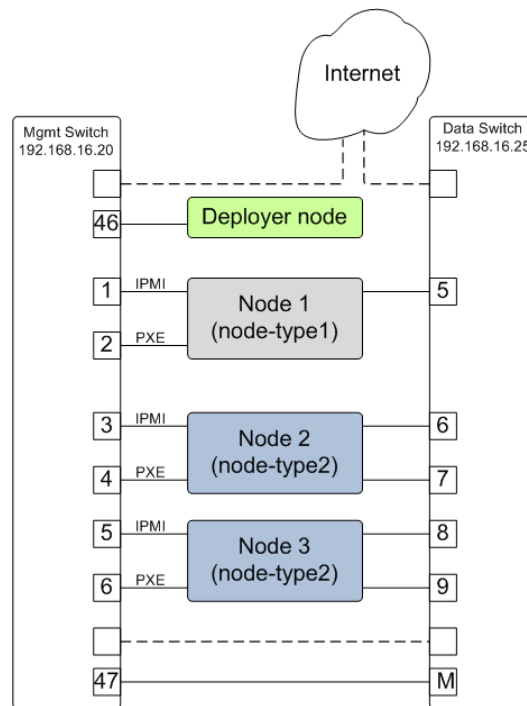 Internet
Mgmt Switch
192.168.16.20
Data Switch
192.168.16.25
46
Deployer node
1
IPMI
Node 1
(node-type1)
5
2
PXE
3
IPMI
Node 2
(node-type2)
6
4
PXE
7
5
IPMI
Node 3
(node-type2)
8
6
PXE
9
47
M